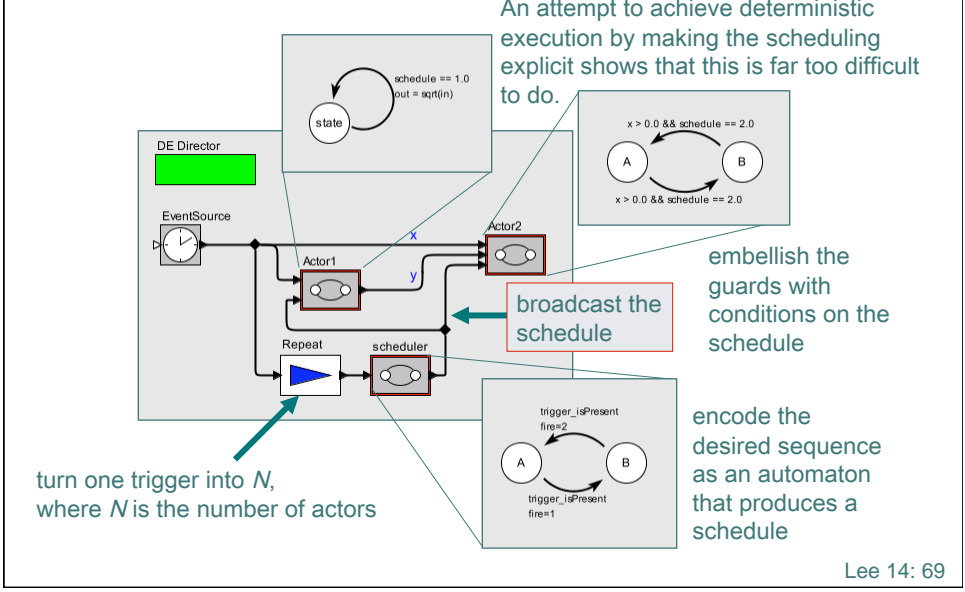 An attempt to achieve deterministic
execution by making the scheduling
explicit shows that this is far too difficult
to do.
schedule == 1.0
out = sqrt(in)
state
x > 0.0 && schedule == 2.0
A
B
x > 0.0 && schedule == 2.0
DE Director
EventSource
x
Actor2
Actor1
y
embellish the
guards with
conditions on the
schedule
broadcast the
schedule
Repeat
scheduler
trigger_isPresent
fire=2
A
B
trigger_isPresent
fire=1
encode the
desired sequence
as an automaton
that produces a
schedule
turn one trigger into N,
where N is the number of actors
Lee 14: 69